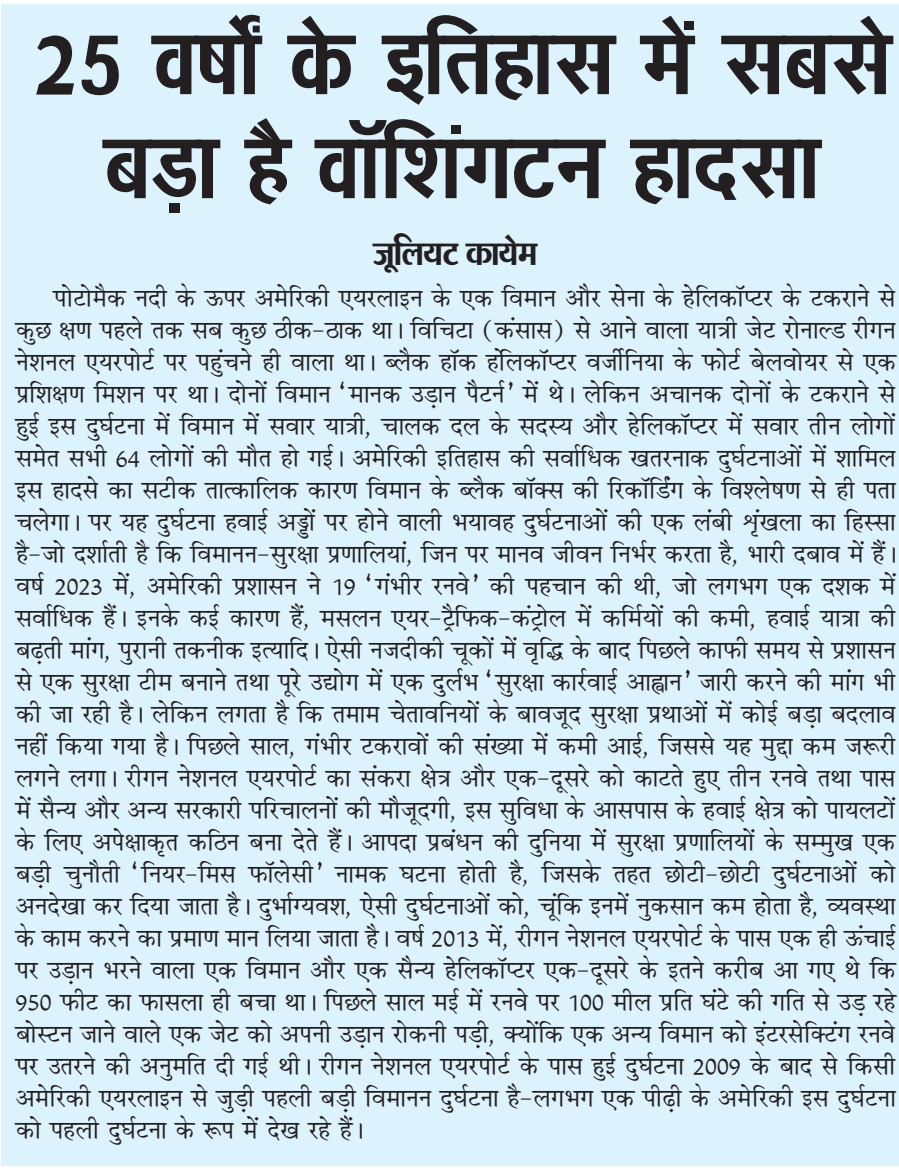 25 वर्षों के इतिहास में सबसे
बड़ा है वॉशिंगटन हादसा
जूलियट कायेम
पोटोमैक नदी के ऊपर अमेरिकी एयरलाइन के एक विमान और सेना के हेलिकॉप्टर के टकराने से
कुछ क्षण पहले तक सब कुछ ठीक-ठाक था। विचिटा (कंसास) से आने वाला यात्री जेट रोनाल्ड रीगन
नेशनल एयरपोर्ट पर पहुंचने ही वाला था। ब्लैक हॉक हेंलिकॉप्टर वर्जीनिया के फोर्ट बेलवोयर से एक
प्रशिक्षण मिशन पर था। दोनों विमान ‘मानक उड़ान पैटर्न’ में थे। लेकिन अचानक दोनों के टकराने से
हुई इस दुर्घटना में विमान में सवार यात्री, चालक दल के सदस्य और हेलिकॉप्टर में सवार तीन लोगों
समेत सभी 64 लोगों की मौत हो गई। अमेरिकी इतिहास की सर्वाधिक खतरनाक दुर्घटनाओं में शामिल
इस हादसे का सटीक तात्कालिक कारण विमान के ब्लैक बॉक्स की रिकॉर्डिंग के विश्लेषण से ही पता
चलेगा। पर यह दुर्घटना हवाई अड्डों पर होने वाली भयावह दुर्घटनाओं की एक लंबी शृंखला का हिस्सा
है-जो दर्शाती है कि विमानन-सुरक्षा प्रणालियां, जिन पर मानव जीवन निर्भर करता है, भारी दबाव में हैं।
वर्ष 2023 में, अमेरिकी प्रशासन ने 19 ‘गंभीर रनवे’ की पहचान की थी, जो लगभग एक दशक में
सर्वाधिक हैं। इनके कई कारण हैं, मसलन एयर-ट्रैफिक-कंट्रोल में कर्मियों की कमी, हवाई यात्रा की
बढ़ती मांग, पुरानी तकनीक इत्यादि। ऐसी नजदीकी चूकों में वृद्धि के बाद पिछले काफी समय से प्रशासन
से एक सुरक्षा टीम बनाने तथा पूरे उद्योग में एक दुर्लभ ‘सुरक्षा कार्रवाई आह्वान’ जारी करने की मांग भी
की जा रही है। लेकिन लगता है कि तमाम चेतावनियों के बावजूद सुरक्षा प्रथाओं में कोई बड़ा बदलाव
नहीं किया गया है। पिछले साल, गंभीर टकरावों की संख्या में कमी आई, जिससे यह मुद्दा कम जरूरी
लगने लगा। रीगन नेशनल एयरपोर्ट का संकरा क्षेत्र और एक-दूसरे को काटते हुए तीन रनवे तथा पास
में सैन्य और अन्य सरकारी परिचालनों की मौजूदगी, इस सुविधा के आसपास के हवाई क्षेत्र को पायलटों
के लिए अपेक्षाकृत कठिन बना देते हैं। आपदा प्रबंधन की दुनिया में सुरक्षा प्रणालियों के सम्मुख एक
बड़ी चुनौती ‘नियर-मिस फॉलेसी’ नामक घटना होती है, जिसके तहत छोटी-छोटी दुर्घटनाओं को
अनदेखा कर दिया जाता है। दुर्भाग्यवश, ऐसी दुर्घटनाओं को, चूंकि इनमें नुकसान कम होता है, व्यवस्था
के काम करने का प्रमाण मान लिया जाता है। वर्ष 2013 में, रीगन नेशनल एयरपोर्ट के पास एक ही ऊंचाई
पर उड़ान भरने वाला एक विमान और एक सैन्य हेलिकॉप्टर एक-दूसरे के इतने करीब आ गए थे कि
950 फीट का फासला ही बचा था। पिछले साल मई में रनवे पर 100 मील प्रति घंटे की गति से उड़ रहे
बोस्टन जाने वाले एक जेट को अपनी उड़ान रोकनी पड़ी, क्योंकि एक अन्य विमान को इंटरसेक्टिंग रनवे
पर उतरने की अनुमति दी गई थी। रीगन नेशनल एयरपोर्ट के पास हुई दुर्घटना 2009 के बाद से किसी
अमेरिकी एयरलाइन से जुड़ी पहली बड़ी विमानन दुर्घटना है-लगभग एक पीढ़ी के अमेरिकी इस दुर्घटना
को पहली दुर्घटना के रूप में देख रहे हैं।